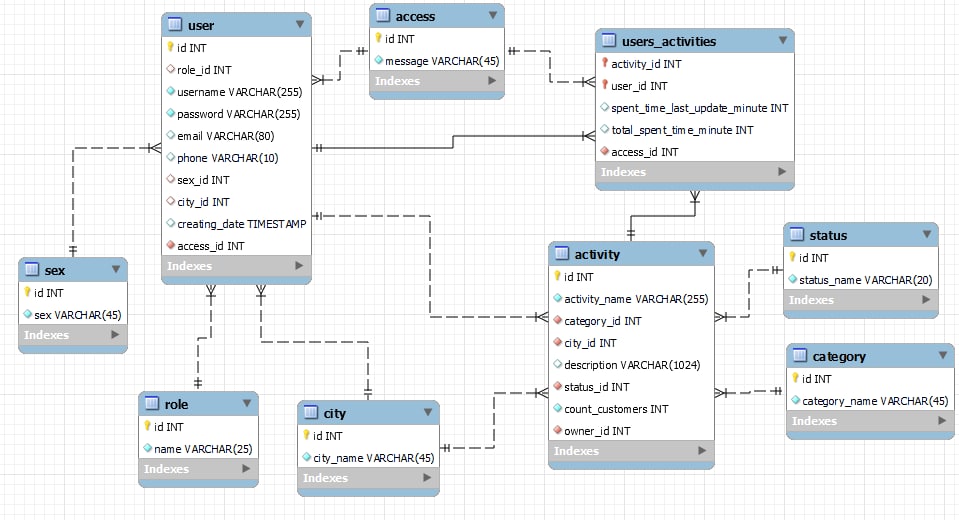 user
id INT
role_id INT
username VARCHAR(255)
password VARCHAR(255)
email VARCHAR(80)
phone VARCHAR(10)
sex_id INT
city_id INT
creating_date TIMESTAMP
access_id INT
Indexes
access
id INT
message VARCHAR(45)
Indexes
users_activities
activity_id INT
user_id INT
spent_time_last_update_minute INT
total_spent_time_minute INT
access_id INT
Indexes
sex
id INT
sex VARCHAR(45)
Indexes
activity
id INT
activity_name VARCHAR(255)
category_id INT
city_id INT
description VARCHAR(1024)
status_id INT
count_customers INT
owner_id INT
Indexes
status
id INT
status_name VARCHAR(20)
Indexes
category
id INT
category_name VARCHAR(45)
Indexes
role
id INT
name VARCHAR(25)
Indexes
city
id INT
city_name VARCHAR(45)
Indexes